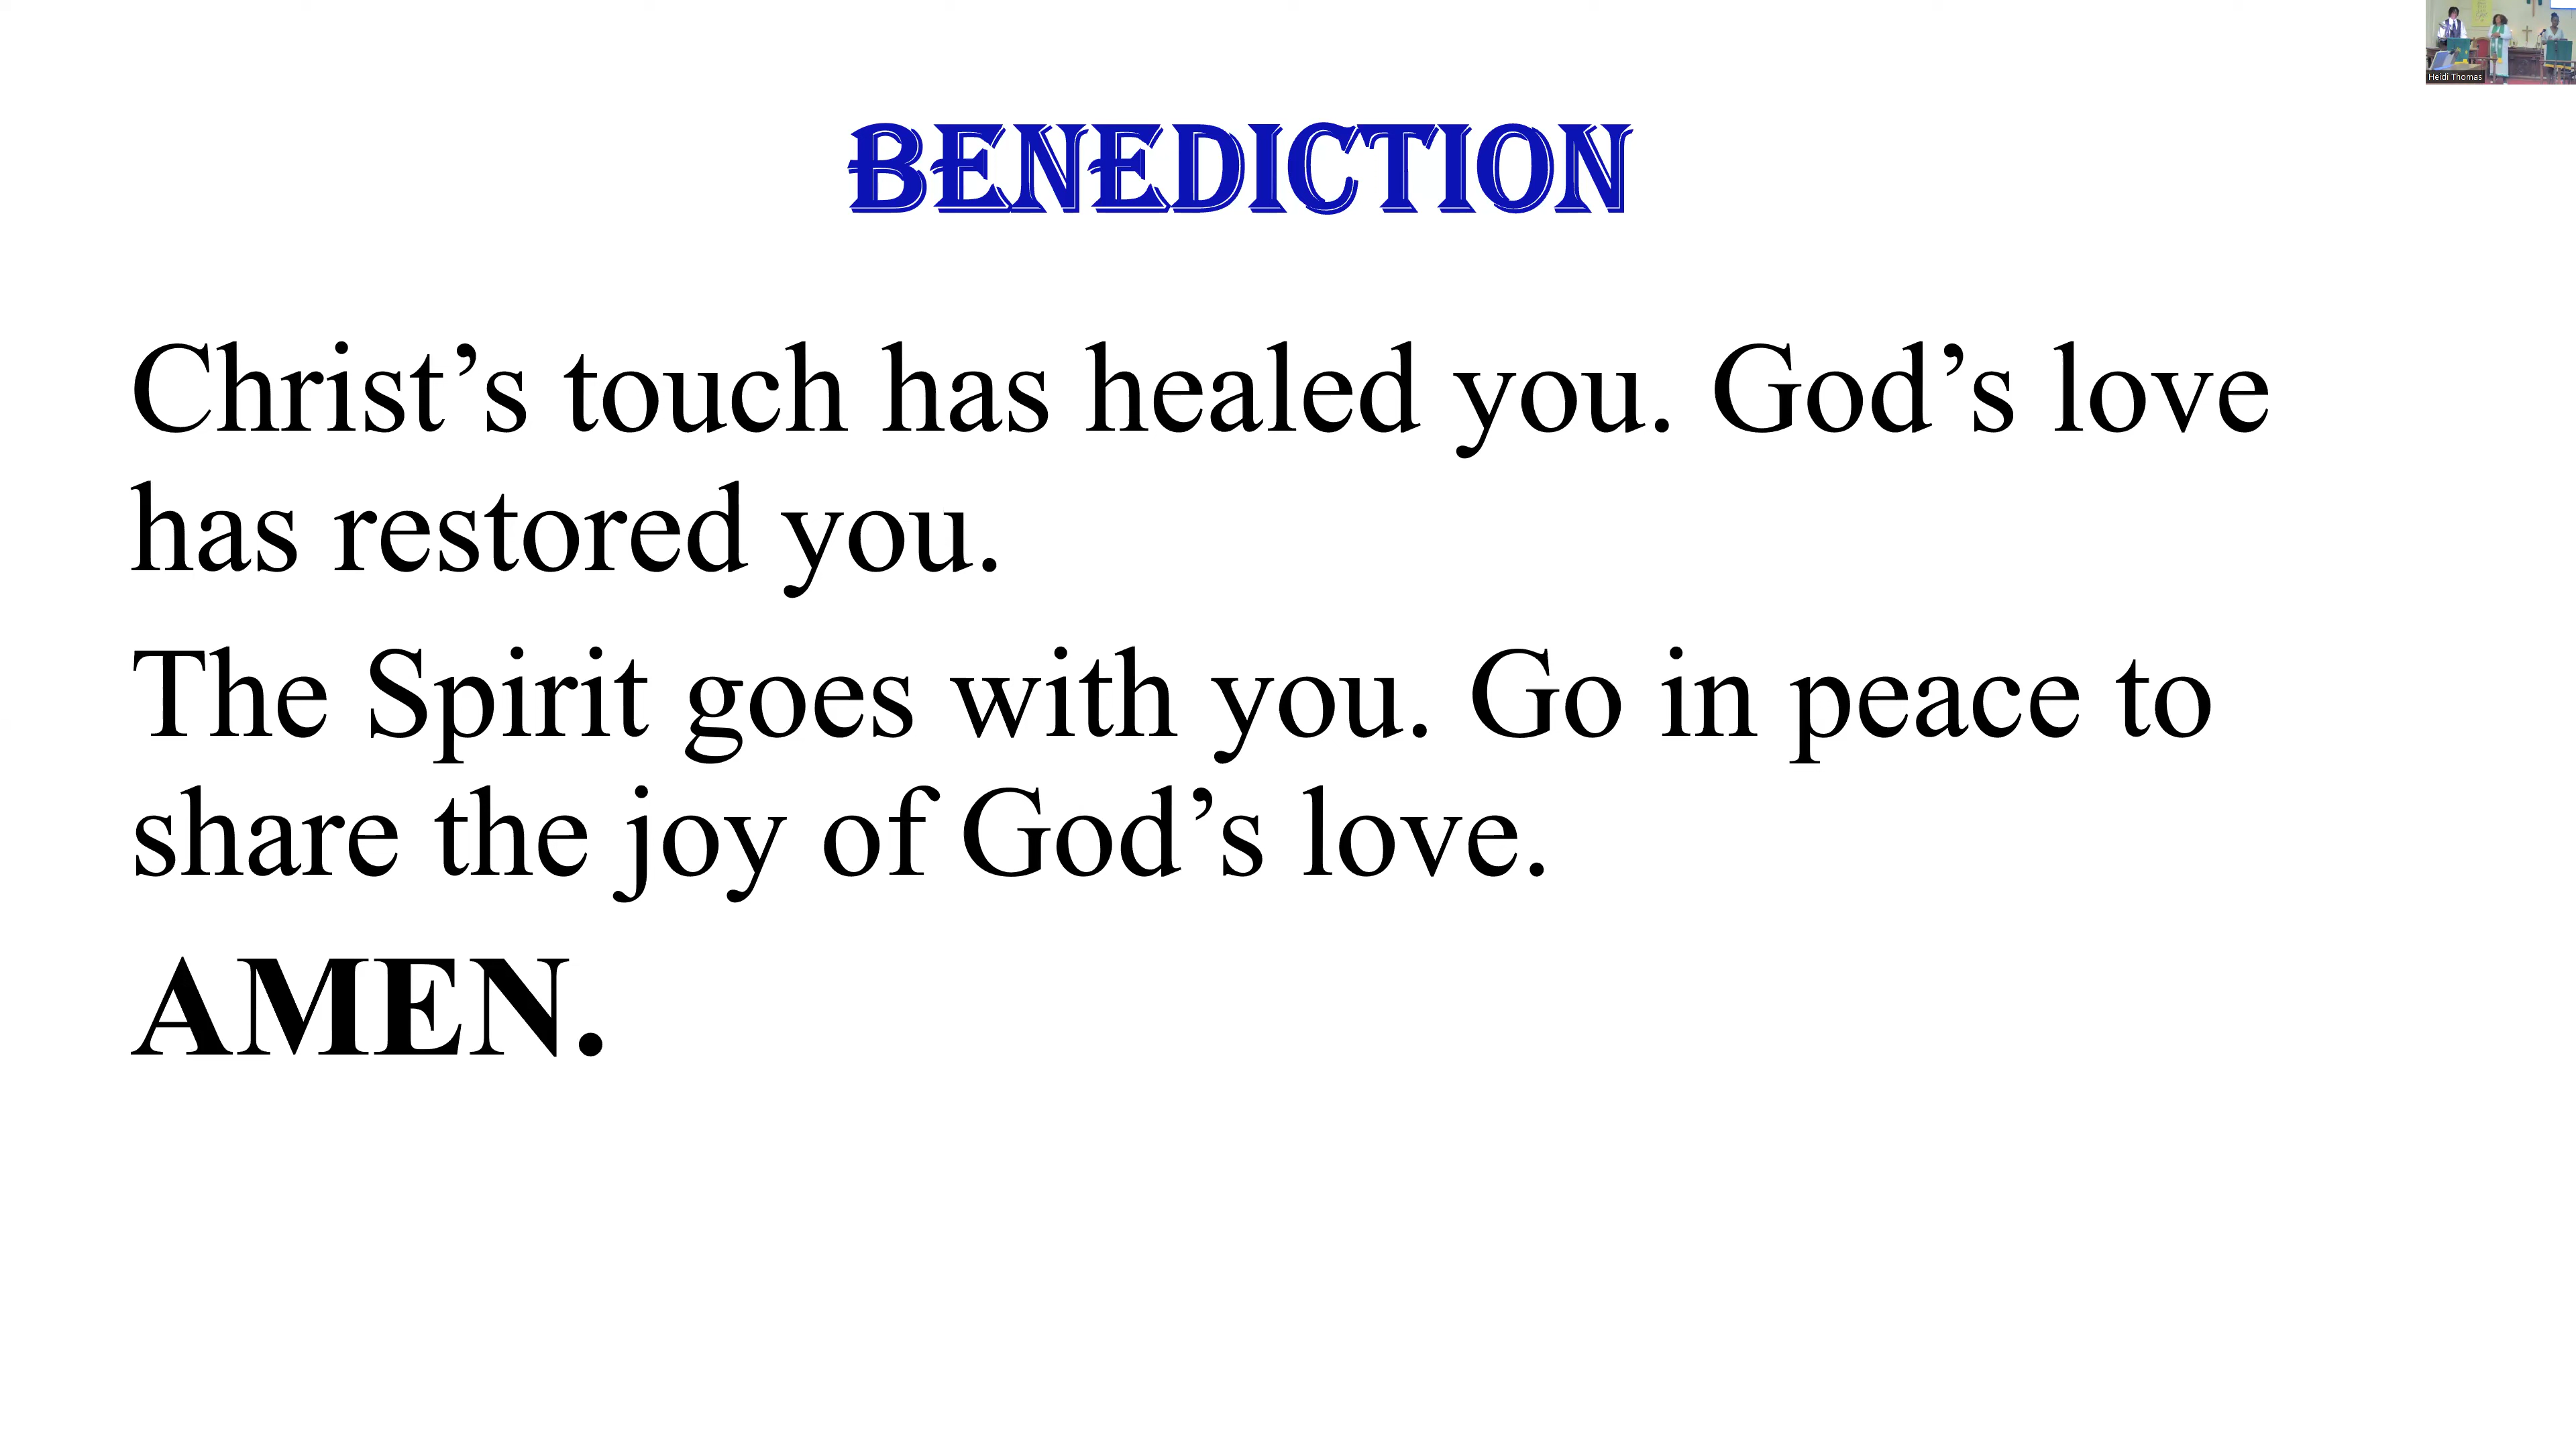 Heidi Thomas
BENEDICTION
Christ’s touch has healed you. God’s love
has restored you.
The Spirit goes with you. Go in peace to
share the joy of God’s love.
AMEN.